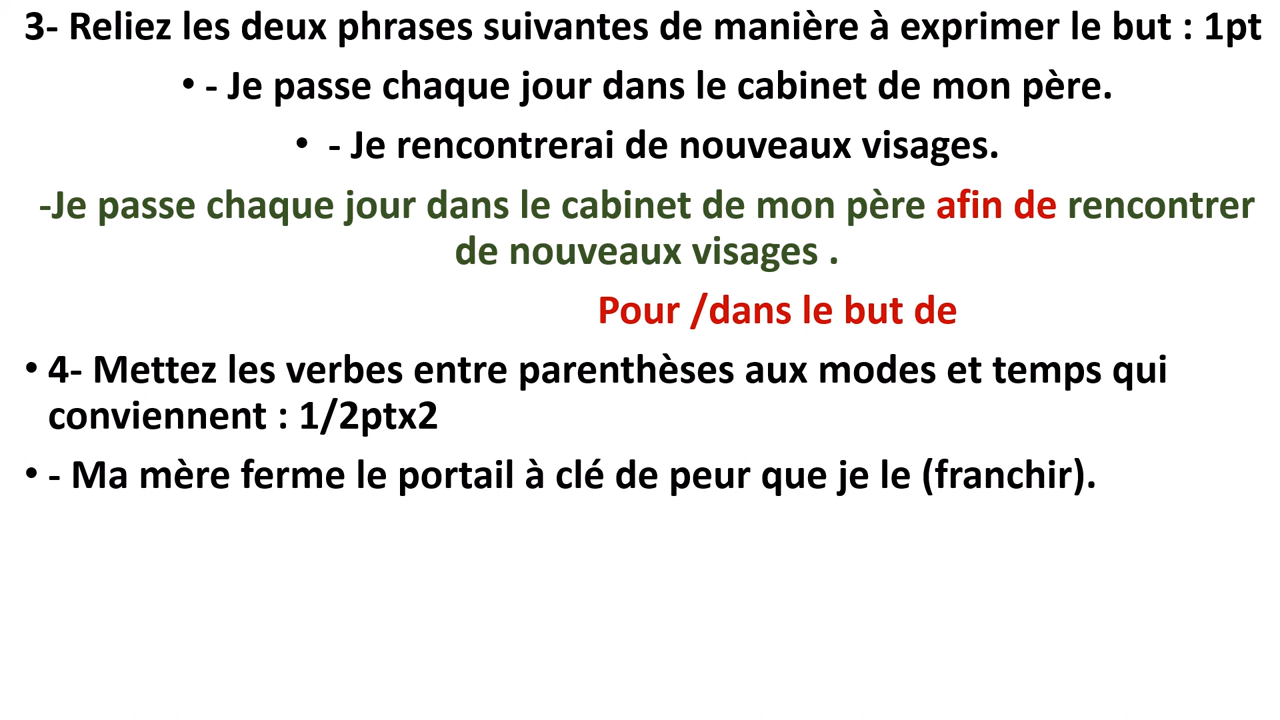 3- Reliez les deux phrases suivantes de manière à exprimer le but : 1pt
• - Je passe chaque jour dans le cabinet de mon père.
• - Je rencontrerai de nouveaux visages.
-Je passe chaque jour dans le cabinet de mon père afin de rencontrer
de nouveaux visages .
Pour /dans le but de
• 4- Mettez les verbes entre parenthèses aux modes et temps qui
conviennent : 1/2ptx2
• - Ma mère ferme le portail à clé de peur que je le (franchir).